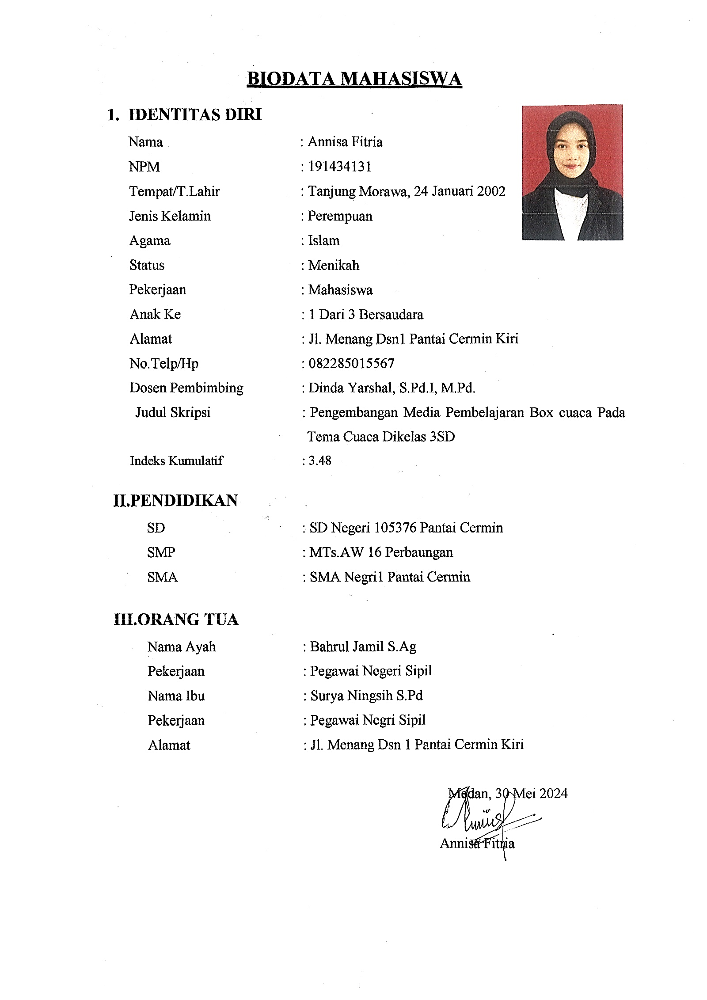 BIODATA MAHASISWA
1. IDENTITAS DIRI
Nama : Annisa Fitria
NPM : 191434131
Tempat/T.Lahir : Tanjung Morawa, 24 Januari 2002
Jenis Kelamin : Perempuan
Agama : Islam
Status : Menikah
Pekerjaan : Mahasiswa
Anak Ke : 1 Dari 3 Bersaudara
Alamat : Jl. Menang Dsn1 Pantai Cermin Kiri
No.Telp/Hp : 082285015567
Dosen Pembimbing : Dinda Yarshal, S.Pd.I, M.Pd.
Judul Skripsi : Pengembangan Media Pembelajaran Box cuaca Pada
Tema Cuaca Dikelas 3SD
Indeks Kumulatif : 3.48
II.PENDIDIKAN
SD : SD Negeri 105376 Pantai Cermin
SMP : MTs.AW 16 Perbaungan
SMA : SMA Negri1 Pantai Cermin
III.ORANG TUA
Nama Ayah : Bahrul Jamil S.Ag
Pekerjaan : Pegawai Negeri Sipil
Nama Ibu : Surya Ningsih S.Pd
Pekerjaan : Pegawai Negri Sipil
Alamat : Jl. Menang Dsn 1 Pantai Cermin Kiri
Medan, 30 Mei 2024
Annisa Fitria